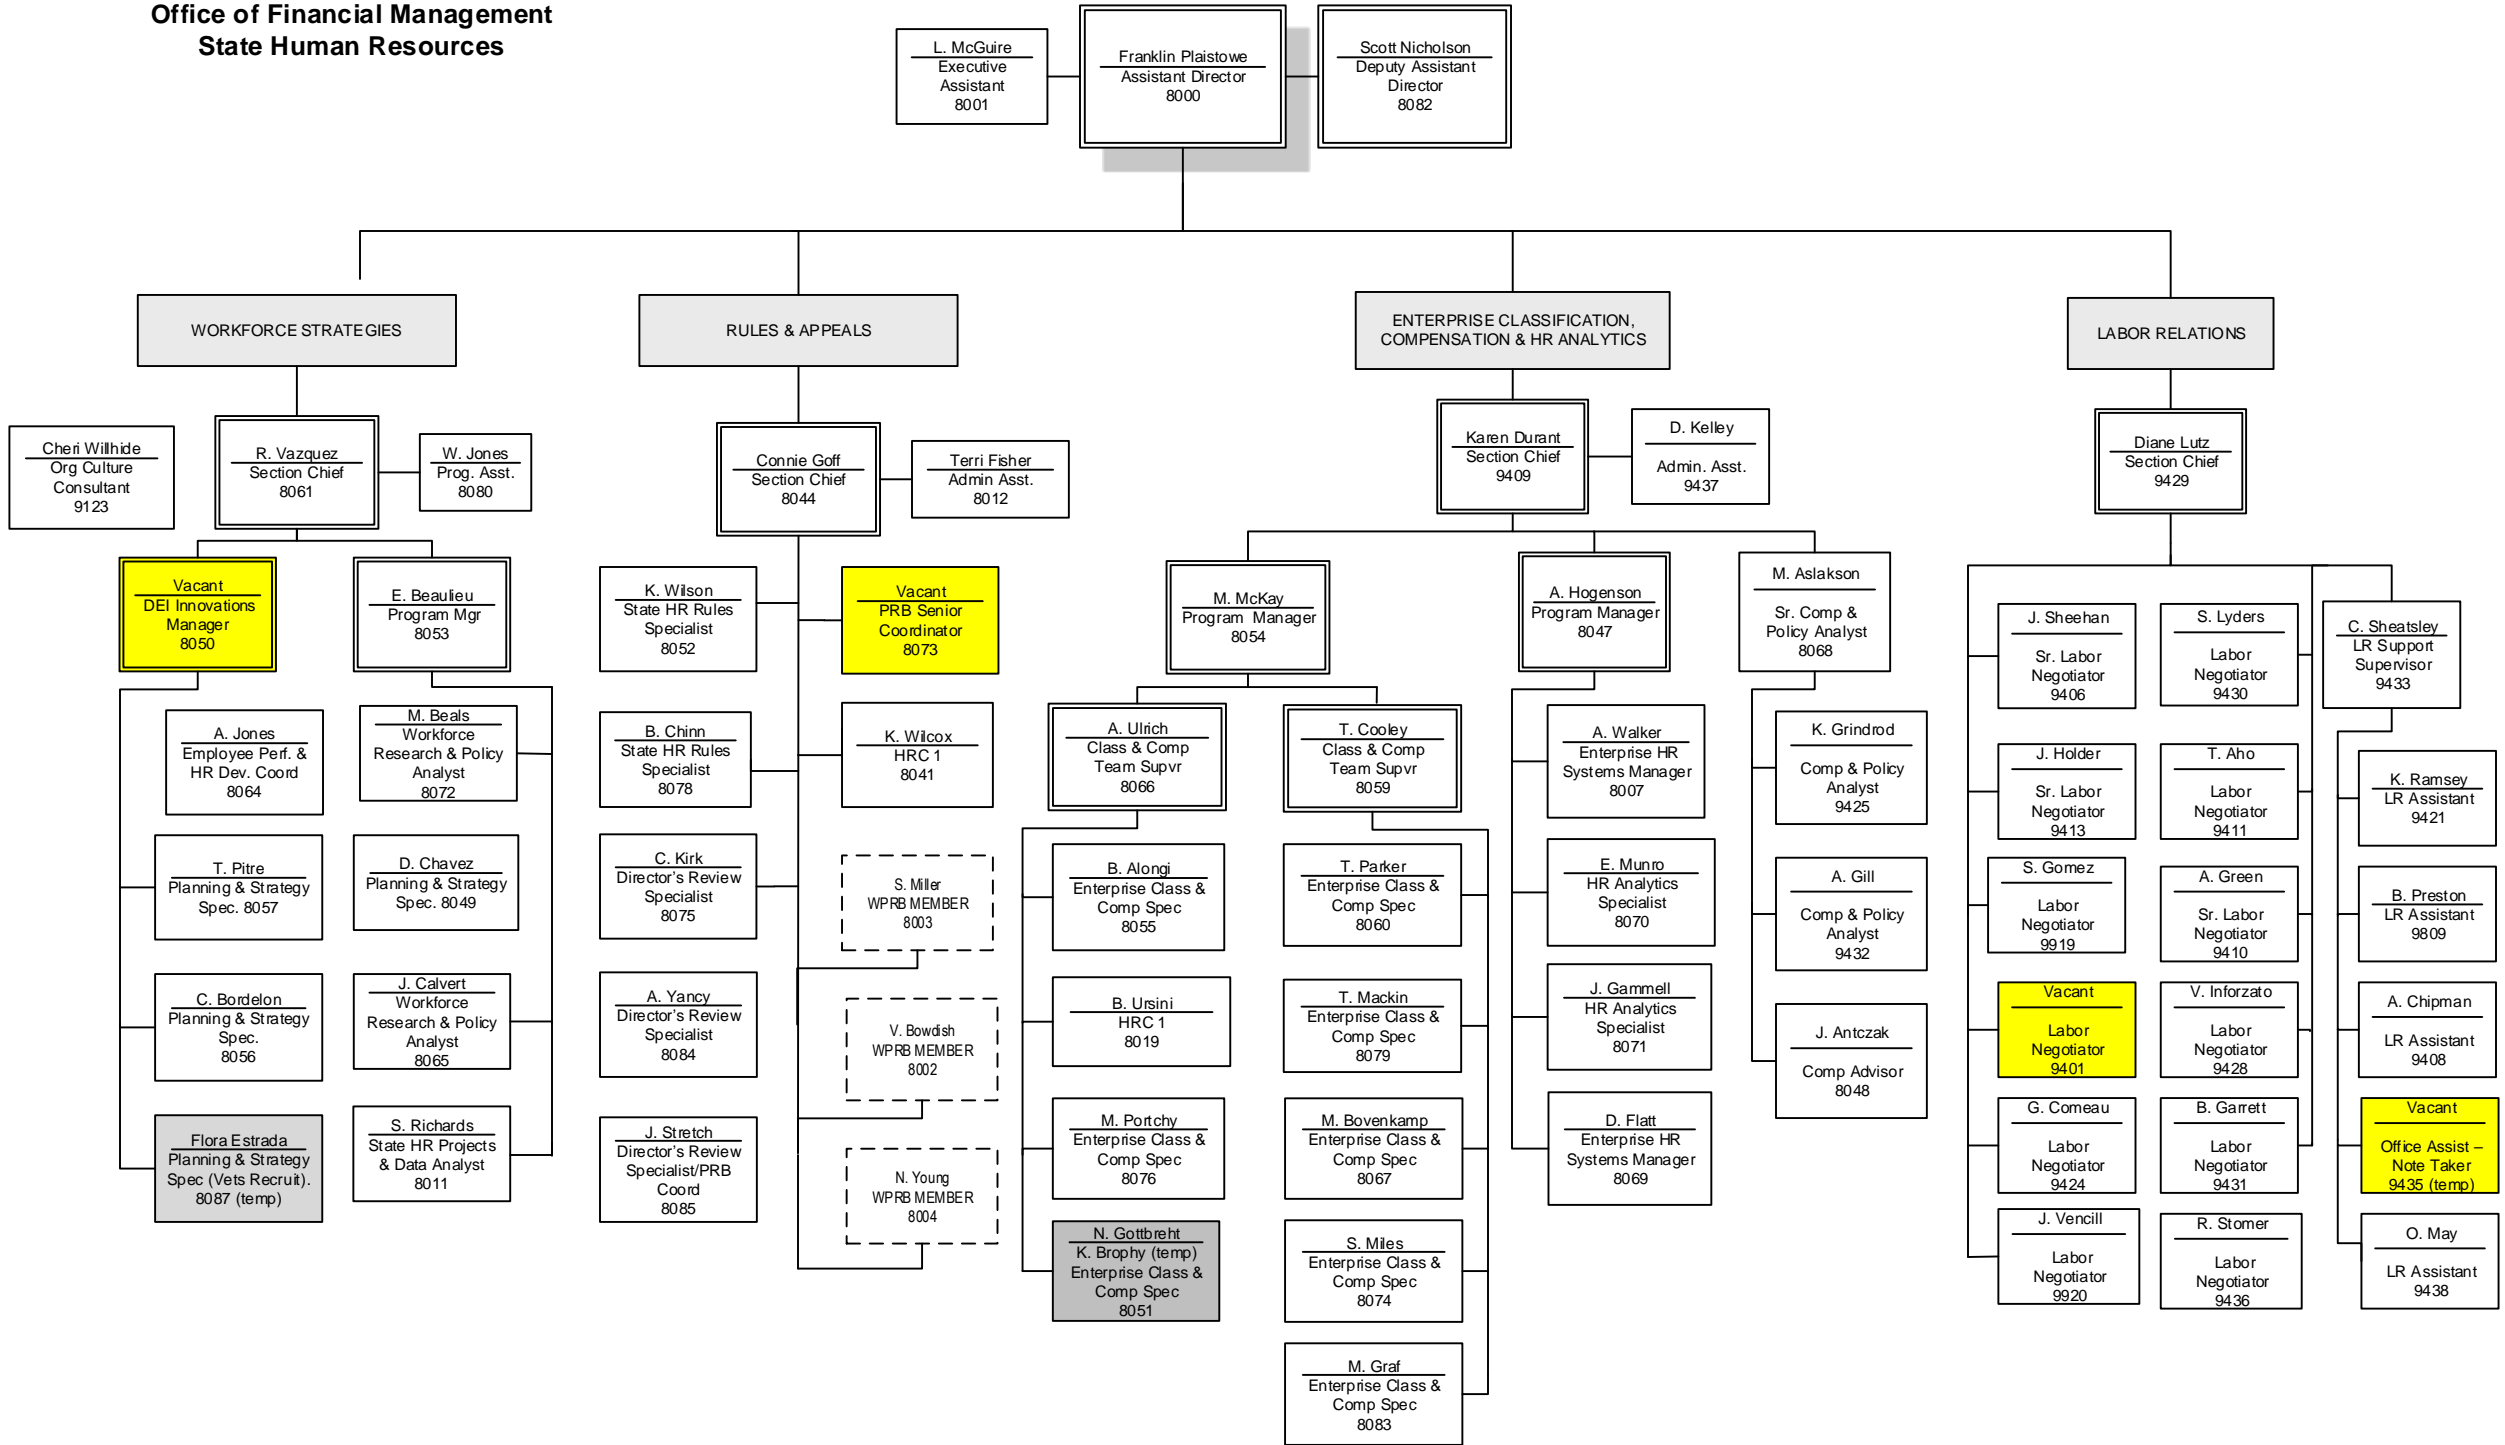 Office of Financial Management
State Human Resources
L. McGuire
Executive
Assistant
8001
Franklin Plaistowe
Assistant Director
8000
Scott Nicholson
Deputy Assistant
Director
8082
WORKFORCE STRATEGIES
Cheri Willhide
Org Culture
Consultant
9123
R. Vazquez
Section Chief
8061
W. Jones
Prog. Asst.
8080
Vacant
DEI Innovations
Manager
8050
A. Jones
Employee Perf. &
HR Dev. Coord
8064
T. Pitre
Planning & Strategy
Spec. 8057
C. Bordelon
Planning & Strategy
Spec.
8056
Flora Estrada
Planning & Strategy
Spec (Vets Recruit).
8087 (temp)
E. Beaulieu
Program Mgr
8053
M. Beals
Workforce
Research & Policy
Analyst
8072
D. Chavez
Planning & Strategy
Spec. 8049
J. Calvert
Workforce
Research & Policy
Analyst
8065
S. Richards
State HR Projects
& Data Analyst
8011
RULES & APPEALS
Connie Goff
Section Chief
8044
Terri Fisher
Admin Asst.
8012
K. Wilson
State HR Rules
Specialist
8052
B. Chinn
State HR Rules
Specialist
8078
C. Kirk
Director's Review
Specialist
8075
A. Yancy
Director's Review
Specialist
8084
J. Stretch
Director's Review
Specialist/PRB
Coord
8085
Vacant
PRB Senior
Coordinator
8073
K. Wilcox
HRC 1
8041
S. Miller
WPRB MEMBER
8003
V. Bowdish
WPRB MEMBER
8002
N. Young
WPRB MEMBER
8004
ENTERPRISE CLASSIFICATION,
COMPENSATION & HR ANALYTICS
Karen Durant
Section Chief
9409
D. Kelley
Admin. Asst.
9437
M. McKay
Program Manager
8054
A. Ulrich
Class & Comp
Team Supvr
8066
B. Alongi
Enterprise Class &
Comp Spec
8055
B. Ursini
HRC 1
8019
M. Portchy
Enterprise Class &
Comp Spec
8076
N. Gottbreht
K. Brophy (temp)
Enterprise Class &
Comp Spec
8051
T. Cooley
Class & Comp
Team Supvr
8059
T. Parker
Enterprise Class &
Comp Spec
8060
T. Mackin
Enterprise Class &
Comp Spec
8079
M. Bovenkamp
Enterprise Class &
Comp Spec
8067
S. Miles
Enterprise Class &
Comp Spec
8074
M. Graf
Enterprise Class &
Comp Spec
8083
A. Hogenson
Program Manager
8047
A. Walker
Enterprise HR
Systems Manager
8007
E. Munro
HR Analytics
Specialist
8070
J. Gammell
HR Analytics
Specialist
8071
D. Flatt
Enterprise HR
Systems Manager
8069
M. Aslakson
Sr. Comp &
Policy Analyst
8068
K. Grindrod
Comp & Policy
Analyst
9425
A. Gill
Comp & Policy
Analyst
9432
J. Antczak
Comp Advisor
8048
LABOR RELATIONS
Diane Lutz
Section Chief
9429
J. Sheehan
Sr. Labor
Negotiator
9406
J. Holder
Sr. Labor
Negotiator
9413
S. Gomez
Labor
Negotiator
9919
Vacant
Labor
Negotiator
9401
G. Comeau
Labor
Negotiator
9424
J. Vencill
Labor
Negotiator
9920
S. Lyders
Labor
Negotiator
9430
T. Aho
Labor
Negotiator
9411
A. Green
Sr. Labor
Negotiator
9410
V. Inforzato
Labor
Negotiator
9428
B. Garrett
Labor
Negotiator
9431
R. Stomer
Labor
Negotiator
9436
C. Sheatsley
LR Support
Supervisor
9433
K. Ramsey
LR Assistant
9421
B. Preston
LR Assistant
9809
A. Chipman
LR Assistant
9408
Vacant
Office Assist –
Note Taker
9435 (temp)
O. May
LR Assistant
9438